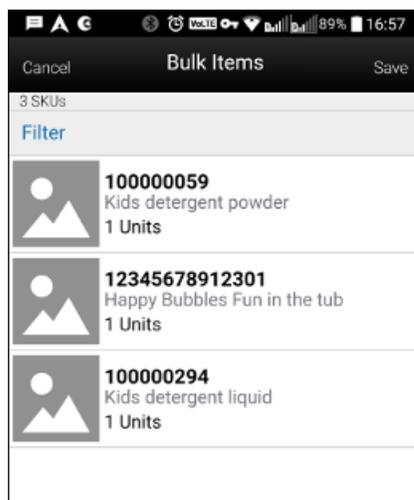 VoLTE 89% 16:57
Cancel Bulk Items Save
3 SKUs
Filter
100000059
Kids detergent powder
1 Units
12345678912301
Happy Bubbles Fun in the tub
1 Units
100000294
Kids detergent liquid
1 Units